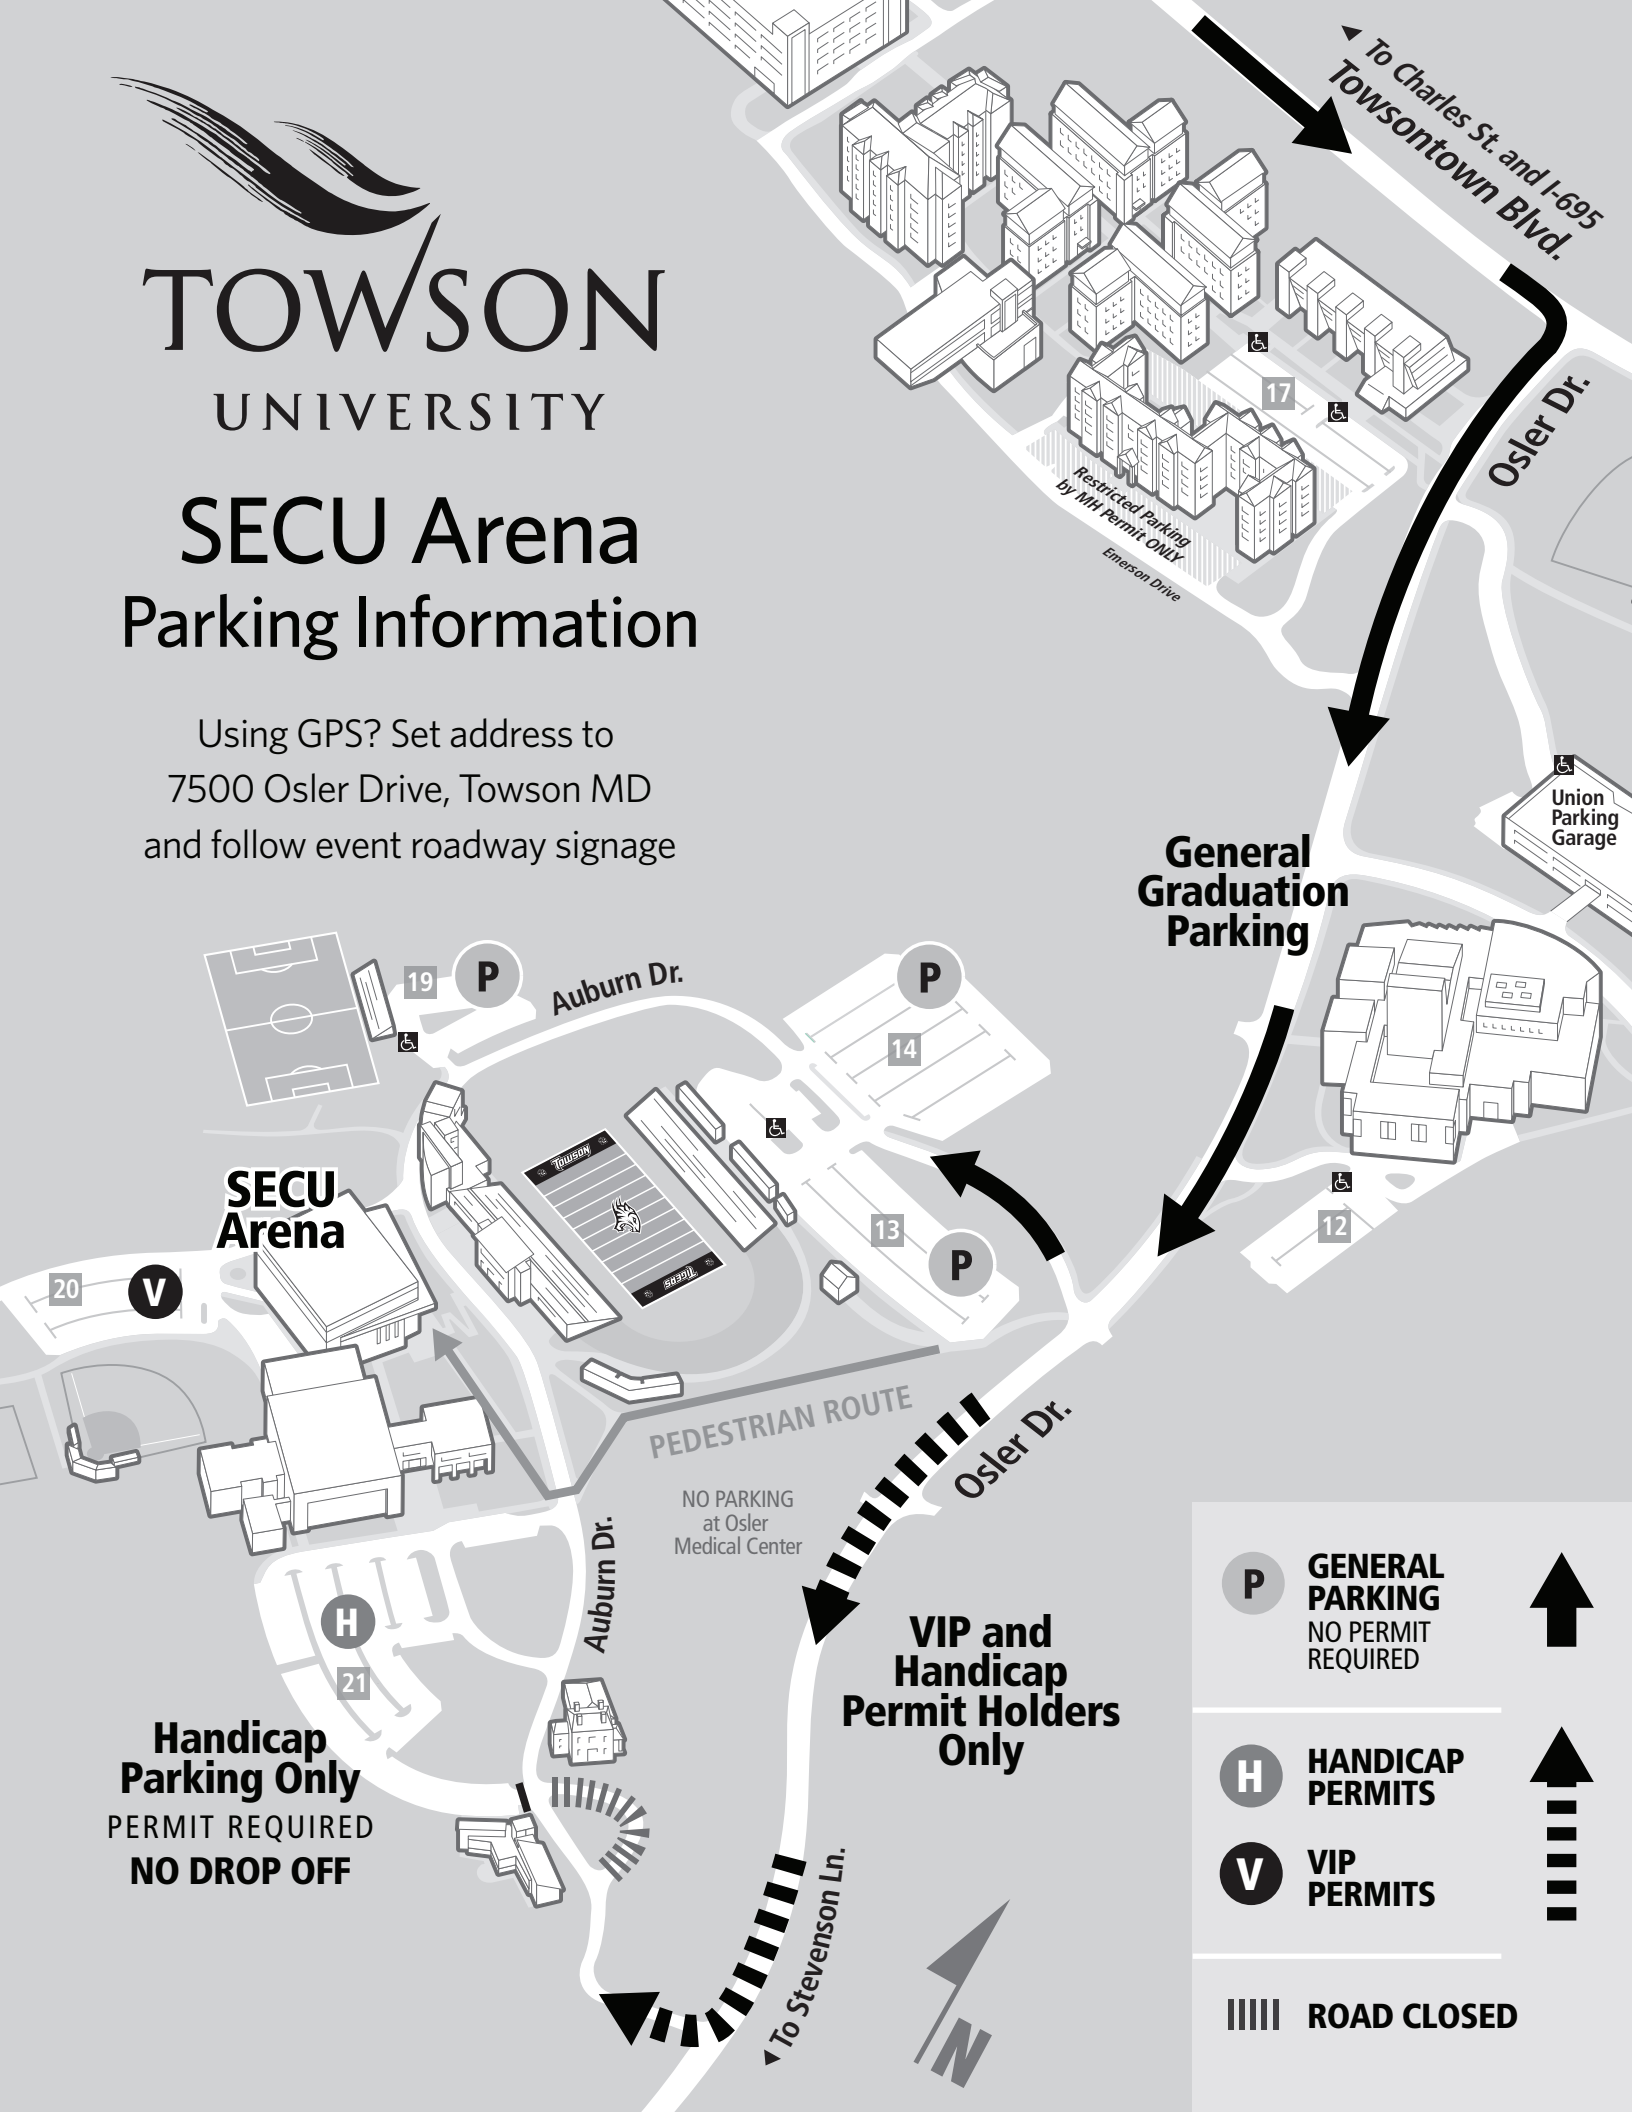 TOWSON
UNIVERSITY
SECU Arena
Parking Information
Using GPS? Set address to
7500 Osler Drive, Towson MD
and follow event roadway signage
To Charles St. and I-695
Towsontown Blvd.
Osler Dr.
17
Restricted Parking
by MH Permit ONLY
Emerson Drive
Union
Parking
Garage
General
Graduation
Parking
19
P
Auburn Dr.
P
14
TOWSON
TIGERS
13
P
12
SECU
Arena
20
V
PEDESTRIAN ROUTE
Osler Dr.
NO PARKING
at Osler
Medical Center
Auburn Dr.
H
21
Handicap
Parking Only
PERMIT REQUIRED
NO DROP OFF
VIP and
Handicap
Permit Holders
Only
To Stevenson Ln.
N
P
GENERAL
PARKING
NO PERMIT
REQUIRED
H
HANDICAP
PERMITS
V
VIP
PERMITS
ROAD CLOSED